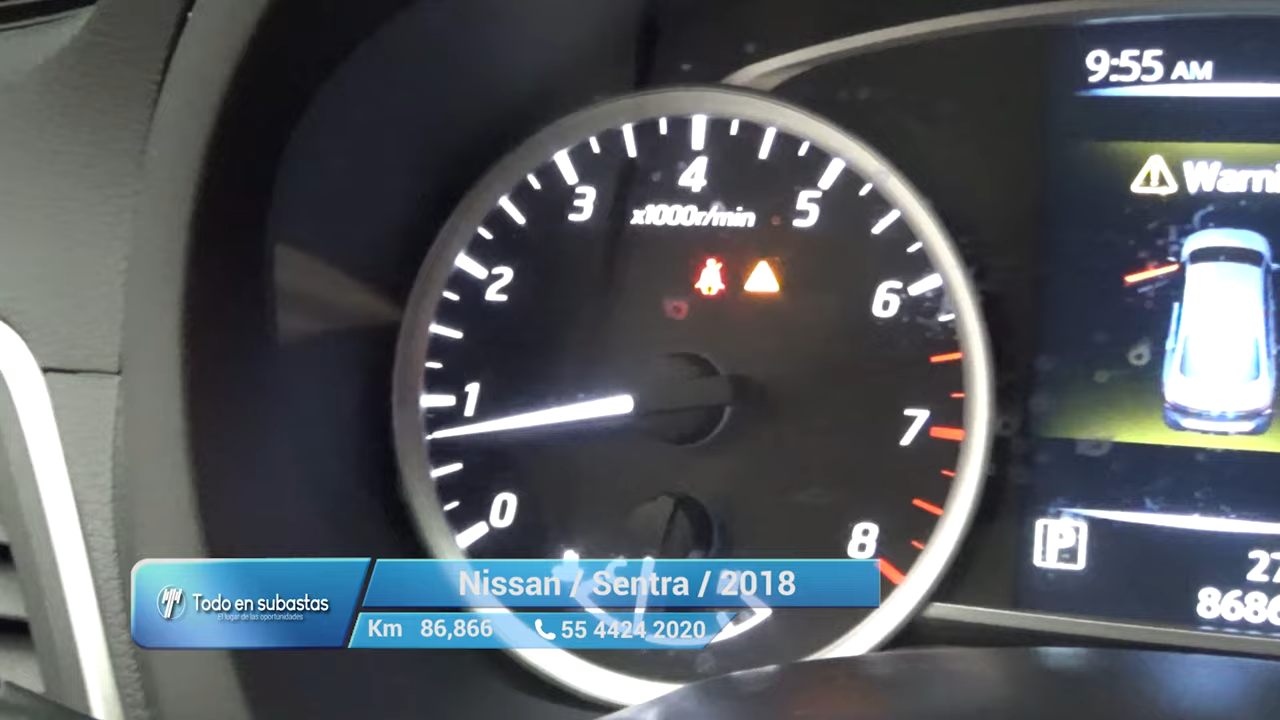 9:55 AM
Warni
4
3
5
x1000r/min
2
6
1
7
0
8
P
27
8686
Nissan / Sentra / 2018
Todo en subastas
El lugar de las oportunidades
Km 86,866
55 4424 2020